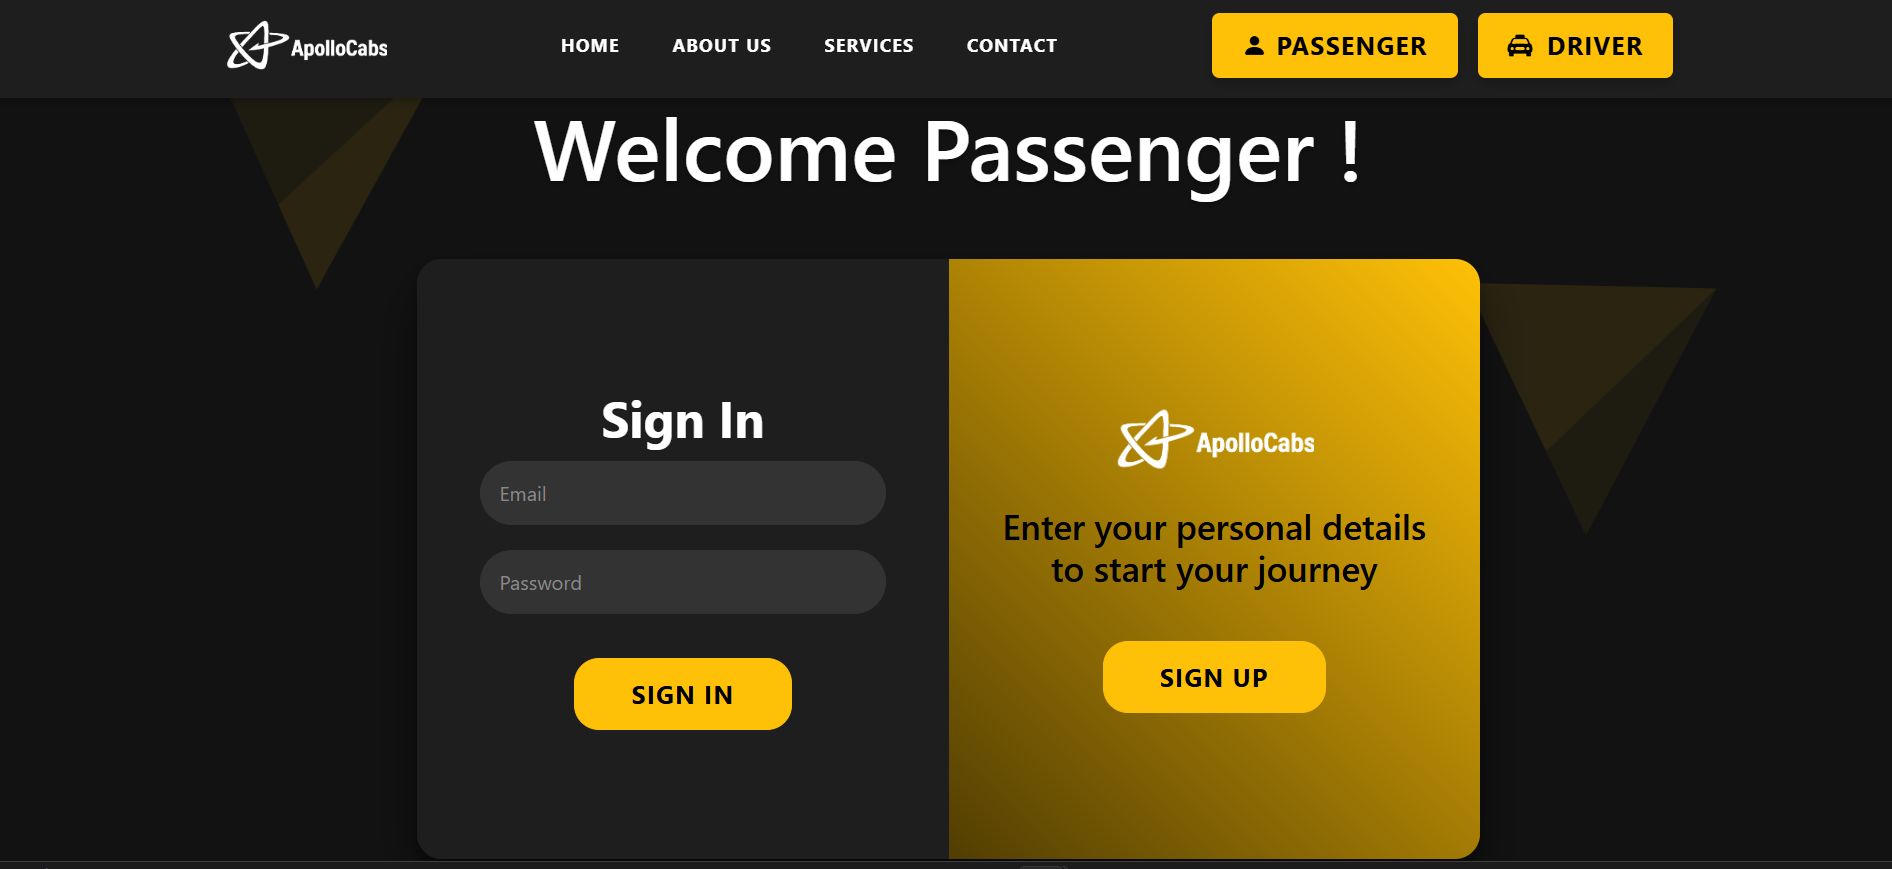 ApolloCabs
HOME
ABOUT US
SERVICES
CONTACT
PASSENGER
DRIVER
Welcome Passenger !
Sign In
Email
Password
SIGN IN
ApolloCabs
Enter your personal details
to start your journey
SIGN UP